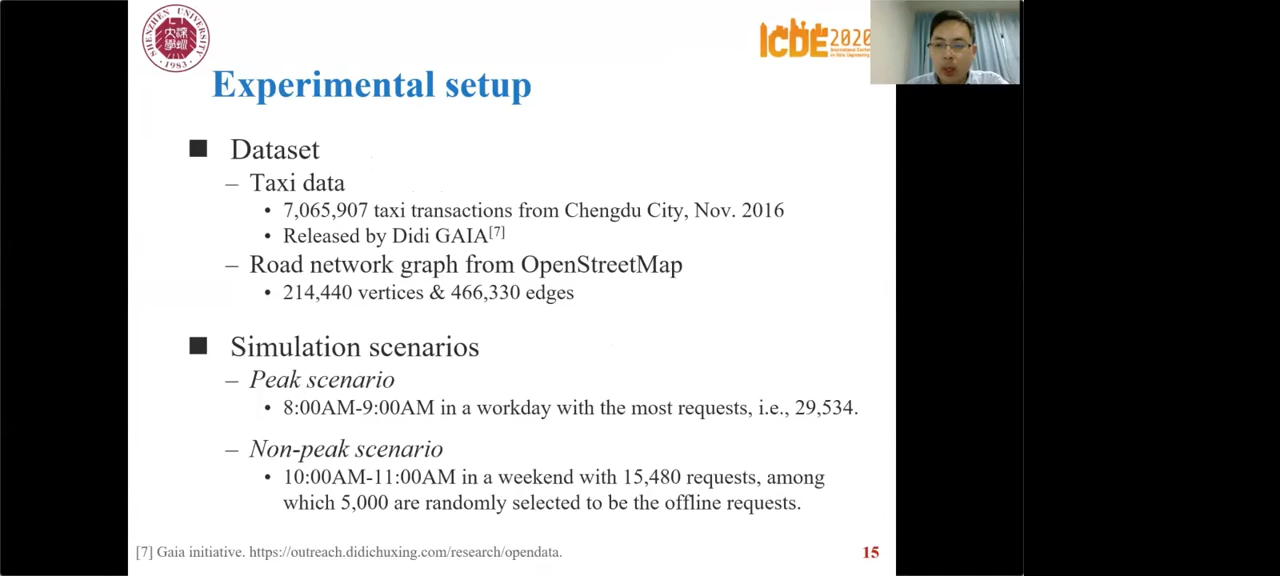 SHENZHEN UNIVERSITY
1983
ICDE 2020
Experimental setup
■ Dataset
– Taxi data
• 7,065,907 taxi transactions from Chengdu City, Nov. 2016
• Released by Didi GAIA[7]
– Road network graph from OpenStreetMap
• 214,440 vertices & 466,330 edges
■ Simulation scenarios
– Peak scenario
• 8:00AM-9:00AM in a workday with the most requests, i.e., 29,534.
– Non-peak scenario
• 10:00AM-11:00AM in a weekend with 15,480 requests, among
which 5,000 are randomly selected to be the offline requests.
[7] Gaia initiative. https://outreach.didichuxing.com/research/opendata.
15